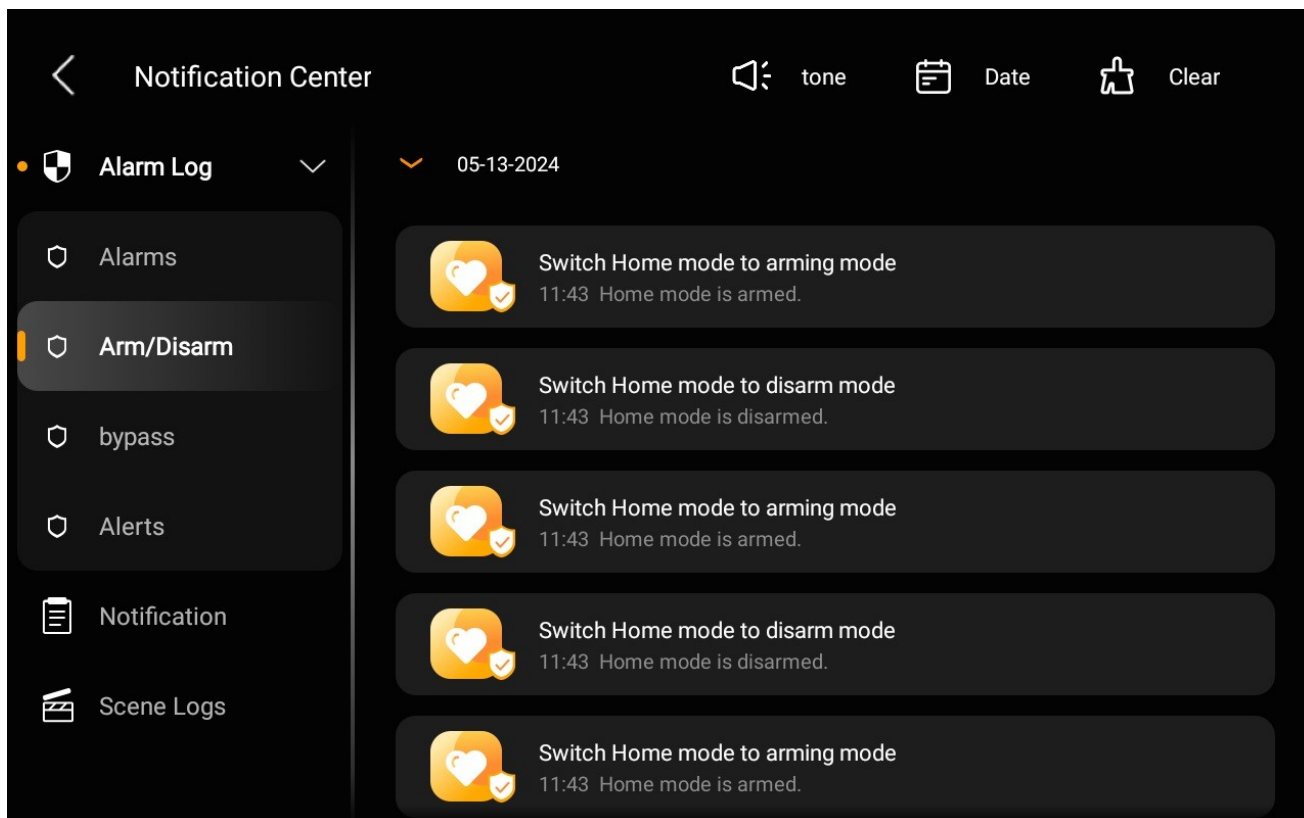 Notification Center
tone
Date
Clear
Alarm Log
Alarms
Arm/Disarm
bypass
Alerts
Notification
Scene Logs
05-13-2024
Switch Home mode to arming mode
11:43 Home mode is armed.
Switch Home mode to disarm mode
11:43 Home mode is disarmed.
Switch Home mode to arming mode
11:43 Home mode is armed.
Switch Home mode to disarm mode
11:43 Home mode is disarmed.
Switch Home mode to arming mode
11:43 Home mode is armed.